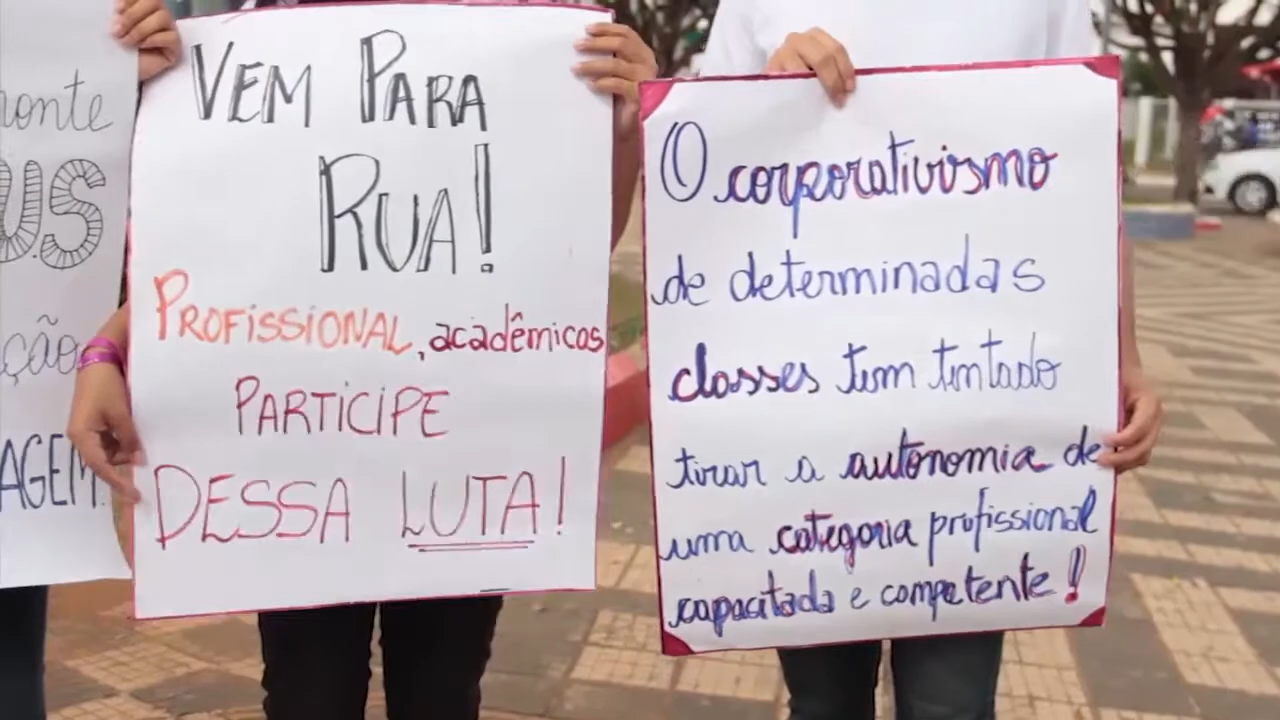 onte
US
ção
AGEM.
VEM PARA
RUA!
PROFISSIONAL, acadêmicos
PARTICIPE
DESSA LUTA!
O corporativismo
de determinadas
classes tem tentado
tirar a autonomia de
uma categoria profissional
capacitada e competente!